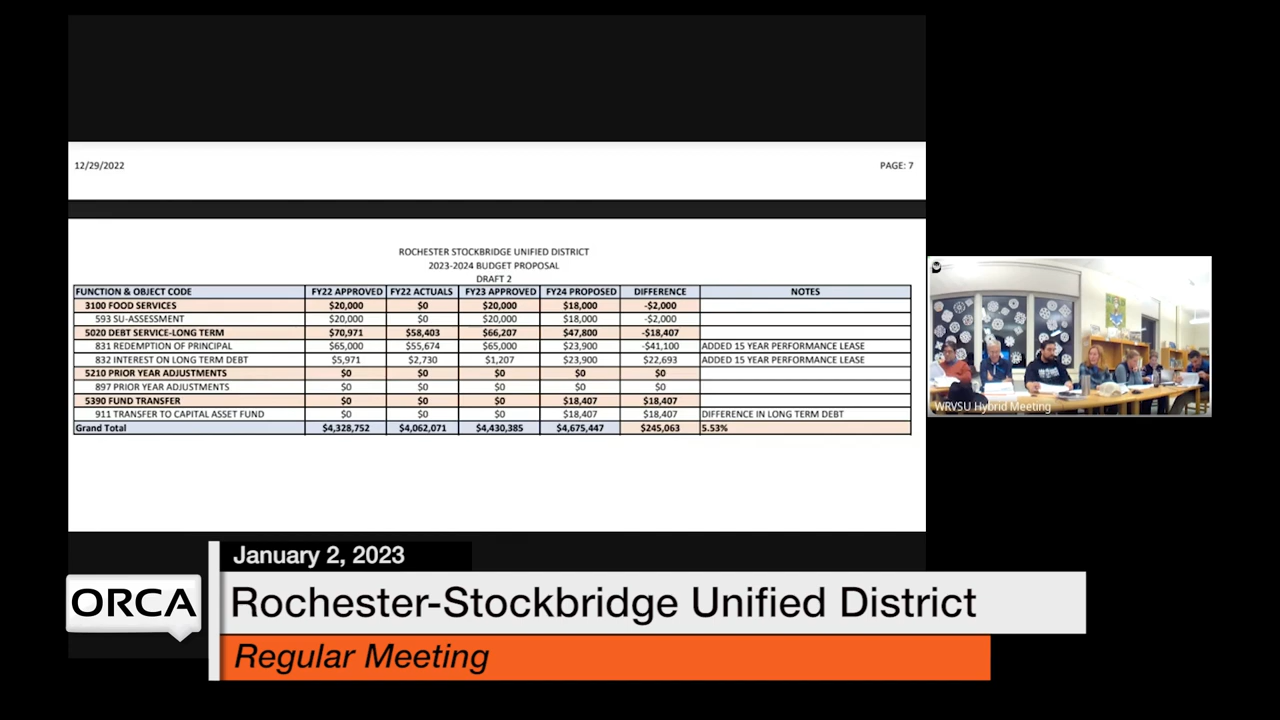 12/29/2022 PAGE: 7
ROCHESTER STOCKBRIDGE UNIFIED DISTRICT
2023-2024 BUDGET PROPOSAL
DRAFT 2
FUNCTION & OBJECT CODE FY22 APPROVED FY22 ACTUALS FY23 APPROVED FY24 PROPOSED DIFFERENCE NOTES
3100 FOOD SERVICES $20,000 $0 $20,000 $18,000 -$2,000
593 SU-ASSESSMENT $20,000 $0 $20,000 $18,000 -$2,000
5020 DEBT SERVICE-LONG TERM $70,971 $58,403 $66,207 $47,800 -$18,407
831 REDEMPTION OF PRINCIPAL $65,000 $55,674 $65,000 $23,900 -$41,100 ADDED 15 YEAR PERFORMANCE LEASE
832 INTEREST ON LONG TERM DEBT $5,971 $2,730 $1,207 $23,900 $22,693 ADDED 15 YEAR PERFORMANCE LEASE
5210 PRIOR YEAR ADJUSTMENTS $0 $0 $0 $0 $0
897 PRIOR YEAR ADJUSTMENTS $0 $0 $0 $0 $0
5390 FUND TRANSFER $0 $0 $0 $18,407 $18,407
911 TRANSFER TO CAPITAL ASSET FUND $0 $0 $0 $18,407 $18,407 DIFFERENCE IN LONG TERM DEBT
Grand Total $4,328,752 $4,062,071 $4,430,385 $4,675,447 $245,063 5.53%
WRVSU Hybrid Meeting
January 2, 2023
ORCA
Rochester-Stockbridge Unified District
Regular Meeting